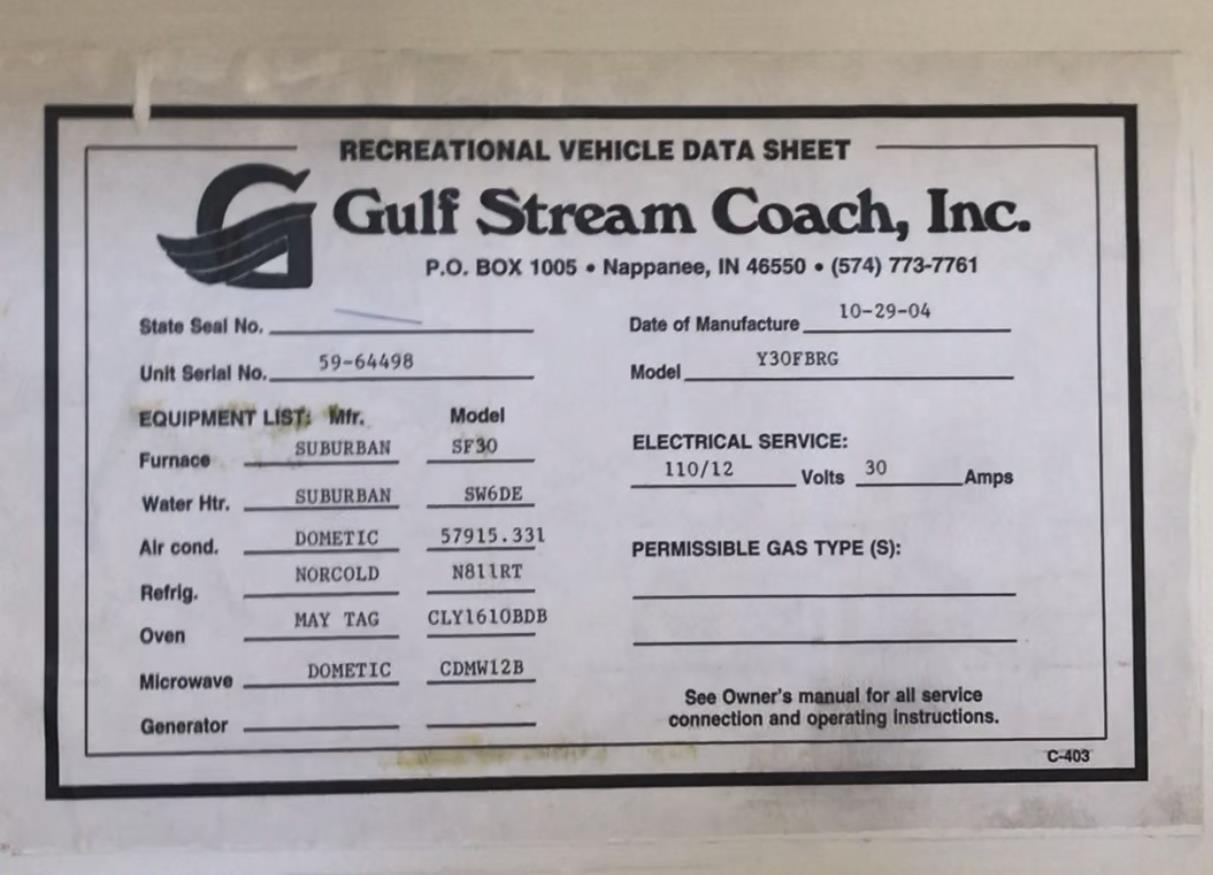 RECREATIONAL VEHICLE DATA SHEET
Gulf Stream Coach, Inc.
P.O. BOX 1005 • Nappanee, IN 46550 • (574) 773-7761
State Seal No.
Date of Manufacture 10-29-04
Unit Serial No. 59-64498
Model Y30FBRG
EQUIPMENT LIST: Mfr. Model
Furnace SUBURBAN SF30
Water Htr. SUBURBAN SW6DE
Air cond. DOMETIC 57915.331
Refrig. NORCOLD N811RT
Oven MAY TAG CLY1610BDB
Microwave DOMETIC CDMW12B
Generator
ELECTRICAL SERVICE:
110/12 Volts 30 Amps
PERMISSIBLE GAS TYPE (S):
See Owner's manual for all service
connection and operating instructions.
C-403